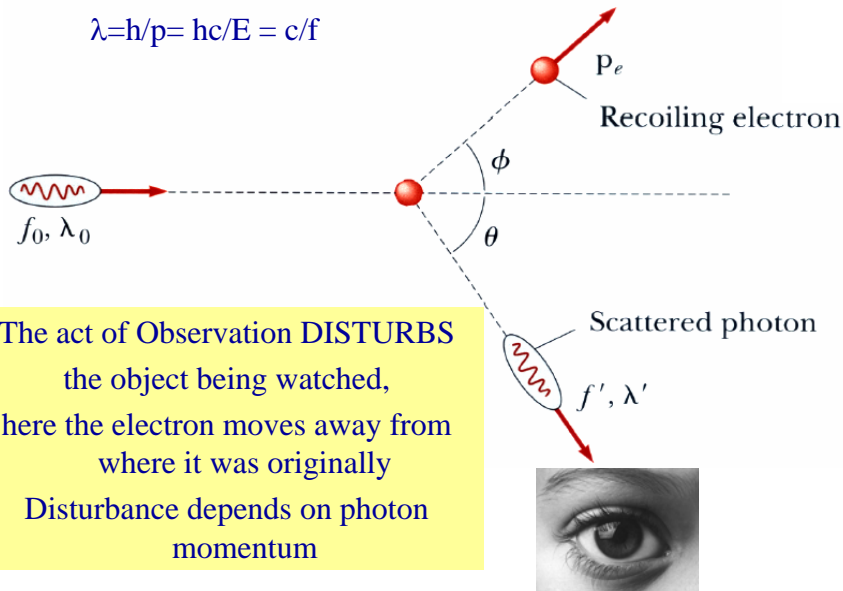 λ=h/p= hc/E = c/f
pe
Recoiling electron
ϕ
f0, λ0
θ
The act of Observation DISTURBS
the object being watched,
here the electron moves away from
where it was originally
Disturbance depends on photon
momentum
Scattered photon
f′, λ′